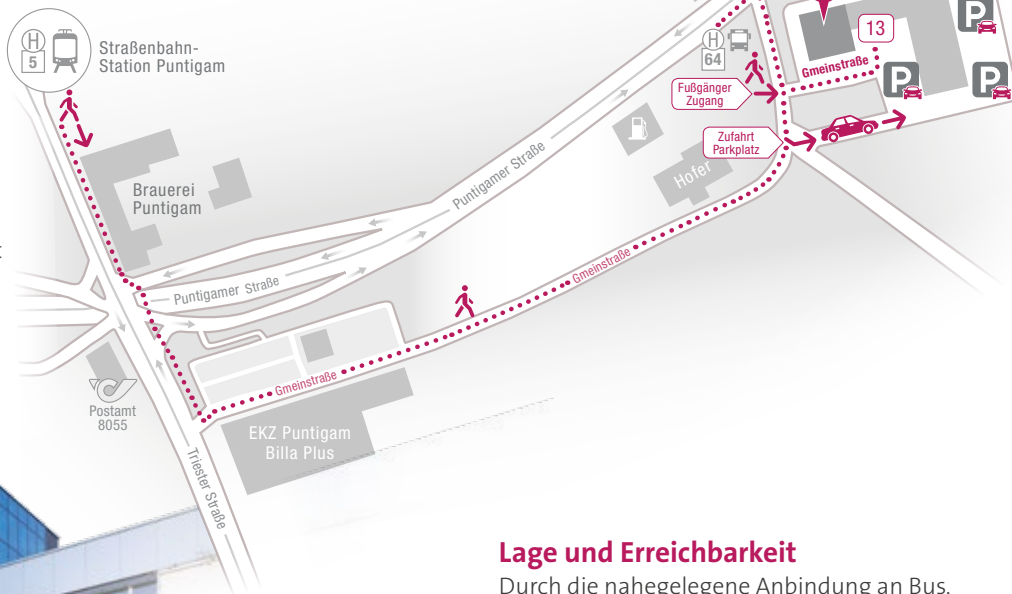 H
5
Straßenbahn-
Station Puntigam
H
64
13
P
P
P
Gmeinstraße
Fußgänger
Zugang
Zufahrt
Parkplatz
Hofer
Puntigamer Straße
Brauerei
Puntigam
Gmeinstraße
Puntigamer Straße
Gmeinstraße
Postamt
8055
EKZ Puntigam
Billa Plus
Triester Straße
Lage und Erreichbarkeit
Durch die nahegelegene Anbindung an Bus,